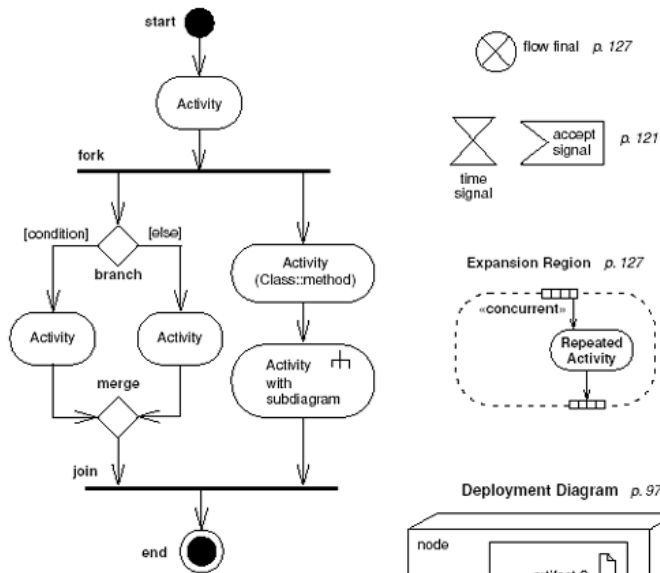 start
Activity
fork
[condition]
[else]
branch
Activity
Activity
merge
Activity
(Class::method)
Activity
with
subdiagram
join
end
flow final p. 127
time
signal
accept
signal
p. 121
Expansion Region p. 127
«concurrent»
Repeated
Activity
Deployment Diagram p. 97
node